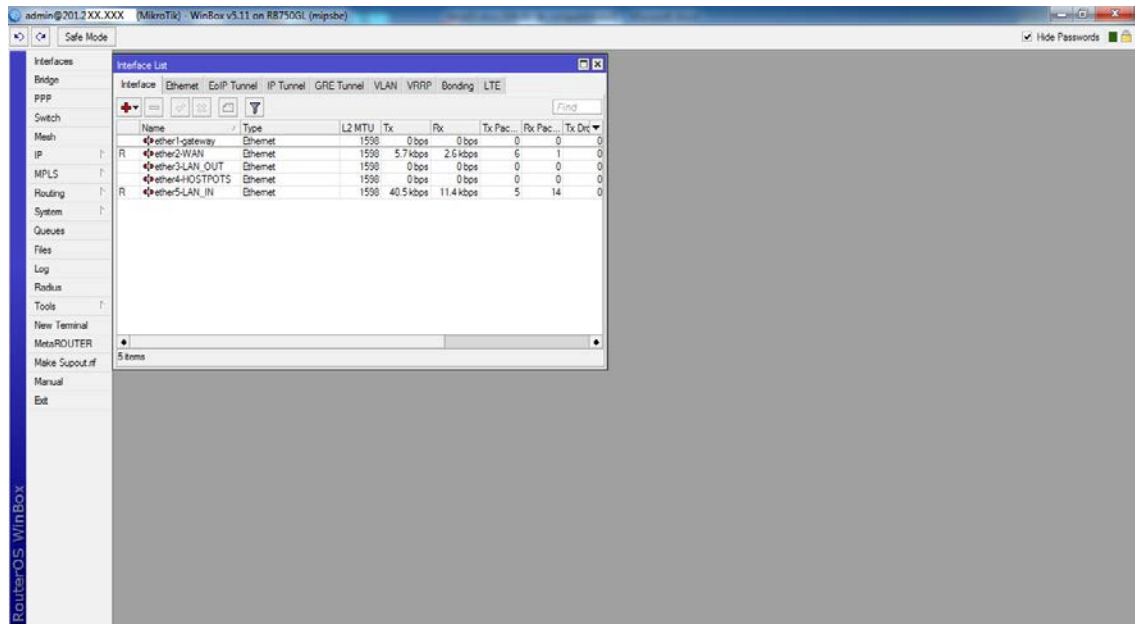 admin@201.2XX.XXX (MikroTik) - WinBox v5.11 on RB750GL (mipsbe)
Safe Mode Hide Passwords
Interfaces
Bridge
PPP
Switch
Mesh
IP
MPLS
Routing
System
Queues
Files
Log
Radius
Tools
New Terminal
MetaROUTER
Make Supout.rif
Manual
Exit
RouterOS WinBox
Interface List
Interface Ethernet EoIP Tunnel IP Tunnel GRE Tunnel VLAN VRRP Bonding LTE
Find
Name Type L2 MTU Tx Rx Tx Pac... Rx Pac... Tx Drc
ether1-gateway Ethernet 1598 0 bps 0 bps 0 0 0
R ether2-WAN Ethernet 1598 5.7 kbps 2.6 kbps 6 1 0
ether3-LAN_OUT Ethernet 1598 0 bps 0 bps 0 0 0
ether4-HOSTPOTS Ethernet 1598 0 bps 0 bps 0 0 0
R ether5-LAN_IN Ethernet 1598 40.5 kbps 11.4 kbps 5 14 0
5 items